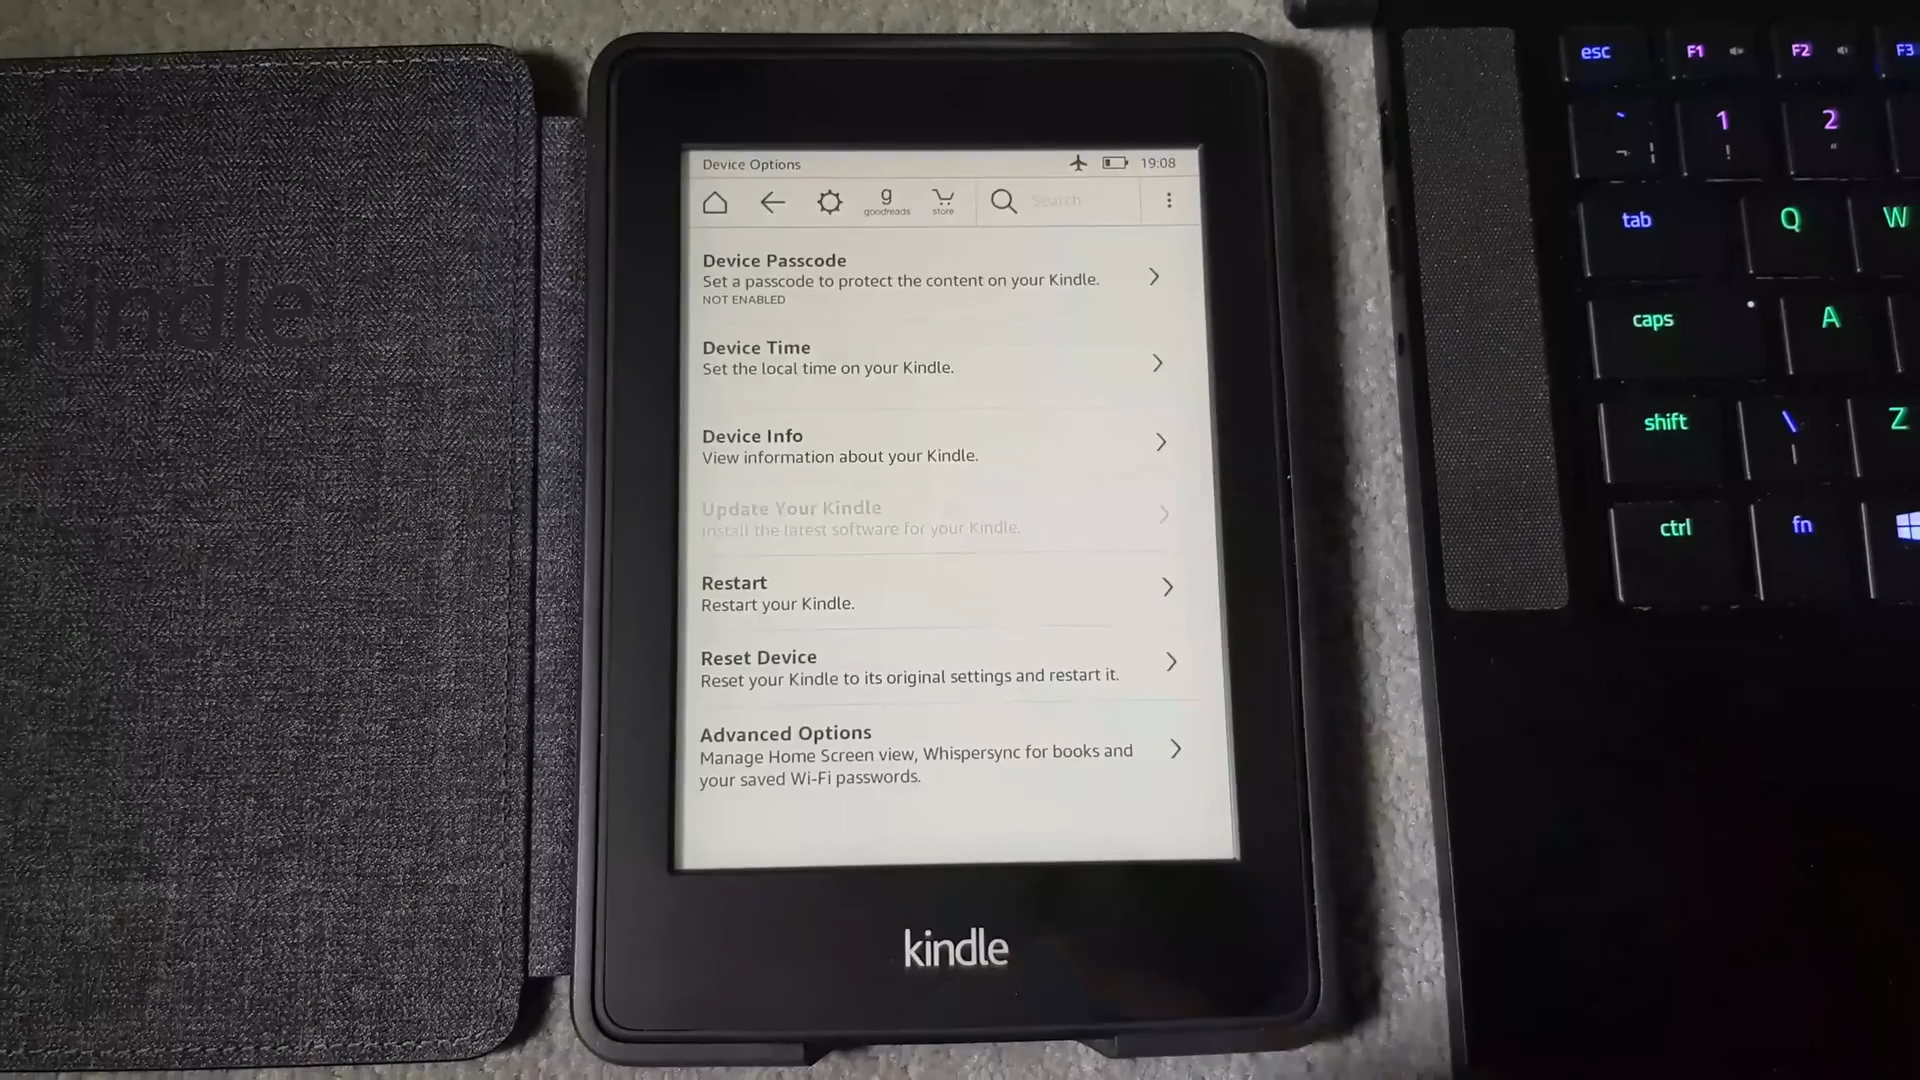 kindle
Device Options
19:08
goodreads
store
Search
Device Passcode
Set a passcode to protect the content on your Kindle.
NOT ENABLED
Device Time
Set the local time on your Kindle.
Device Info
View information about your Kindle.
Update Your Kindle
Install the latest software for your Kindle.
Restart
Restart your Kindle.
Reset Device
Reset your Kindle to its original settings and restart it.
Advanced Options
Manage Home Screen view, Whispersync for books and
your saved Wi-Fi passwords.
kindle
esc F1 F2 F3
` ¬ ¦ 1 ! 2 "
tab Q W
caps A
shift \ | Z
ctrl fn